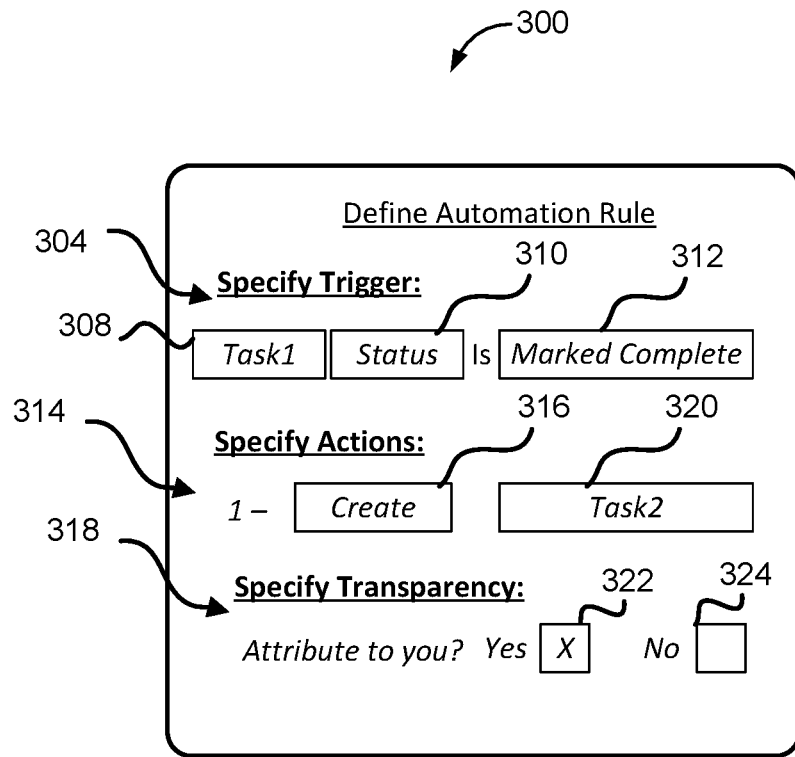 300
Define Automation Rule
304 310 312
Specify Trigger:
308 Task1 Status Is Marked Complete
314 316 320
Specify Actions:
1 – Create Task2
318 322 324
Specify Transparency:
Attribute to you? Yes X No